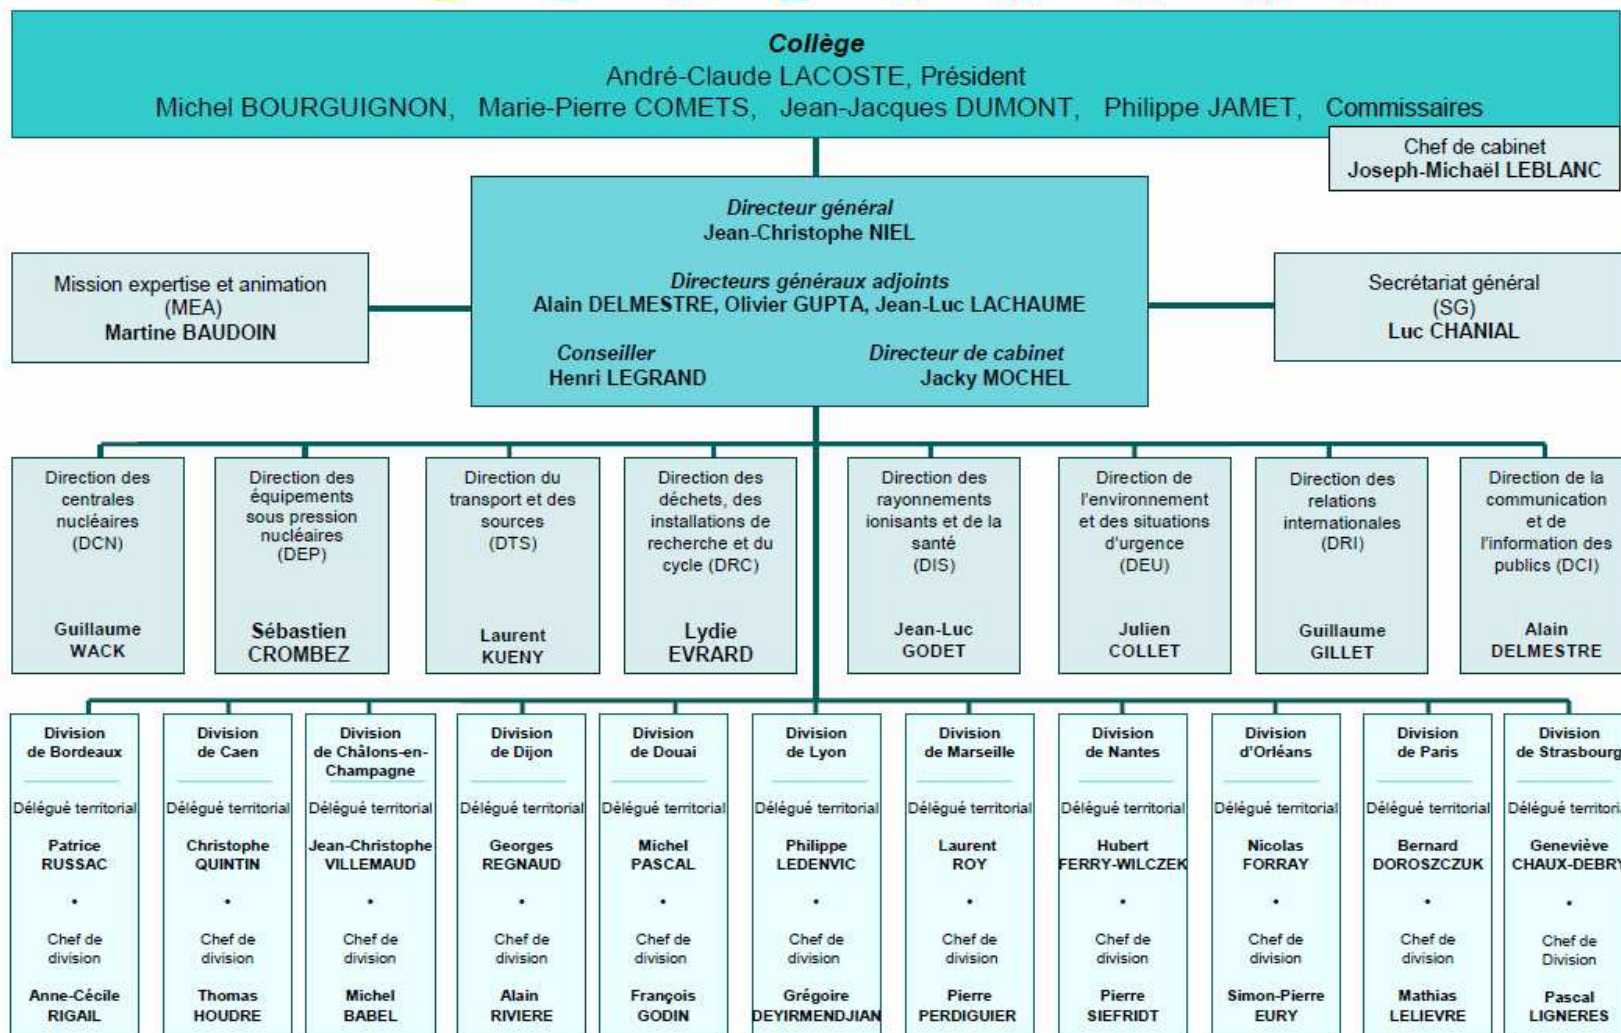 Collège
André-Claude LACOSTE, Président
Michel BOURGUIGNON, Marie-Pierre COMETS, Jean-Jacques DUMONT, Philippe JAMET, Commissaires
Chef de cabinet
Joseph-Michaël LEBLANC
Directeur général
Jean-Christophe NIEL
Directeurs généraux adjoints
Alain DELMESTRE, Olivier GUPTA, Jean-Luc LACHAUME
Conseiller
Henri LEGRAND
Directeur de cabinet
Jacky MOCHEL
Mission expertise et animation
(MEA)
Martine BAUDOIN
Secrétariat général
(SG)
Luc CHANIAL
Direction des
centrales
nucléaires
(DCN)
Guillaume
WACK
Direction des
équipements
sous pression
nucléaires
(DEP)
Sébastien
CROMBEZ
Direction du
transport et des
sources
(DTS)
Laurent
KUENY
Direction des
déchets, des
installations de
recherche et du
cycle (DRC)
Lydie
EVRARD
Direction des
rayonnements
ionisants et de la
santé
(DIS)
Jean-Luc
GODET
Direction de
l'environnement
et des situations
d'urgence
(DEU)
Julien
COLLET
Direction des
relations
internationales
(DRI)
Guillaume
GILLET
Direction de la
communication
et de
l'information des
publics (DCI)
Alain
DELMESTRE
Division
de Bordeaux
Délégué territorial
Patrice
RUSSAC
•
Chef de
division
Anne-Cécile
RIGAIL
Division
de Caen
Délégué territorial
Christophe
QUINTIN
•
Chef de
division
Thomas
HOUDRE
Division
de Châlons-en-
Champagne
Délégué territorial
Jean-Christophe
VILLEMAUD
•
Chef de
division
Michel
BABEL
Division
de Dijon
Délégué territorial
Georges
REGNAUD
•
Chef de
division
Alain
RIVIERE
Division
de Douai
Délégué territorial
Michel
PASCAL
•
Chef de
division
François
GODIN
Division
de Lyon
Délégué territorial
Philippe
LEDENVIC
•
Chef de
division
Grégoire
DEYIRMENDJIAN
Division
de Marseille
Délégué territorial
Laurent
ROY
•
Chef de
division
Pierre
PERDIGUIER
Division
de Nantes
Délégué territorial
Hubert
FERRY-WILCZEK
•
Chef de
division
Pierre
SIEFRIDT
Division
d'Orléans
Délégué territorial
Nicolas
FORRAY
•
Chef de
division
Simon-Pierre
EURY
Division
de Paris
Délégué territorial
Bernard
DOROSZCZUK
•
Chef de
division
Mathias
LELIEVRE
Division
de Strasbourg
Délégué territoria
Geneviève
CHAUX-DEBRY
•
Chef de
Division
Pascal
LIGNERES